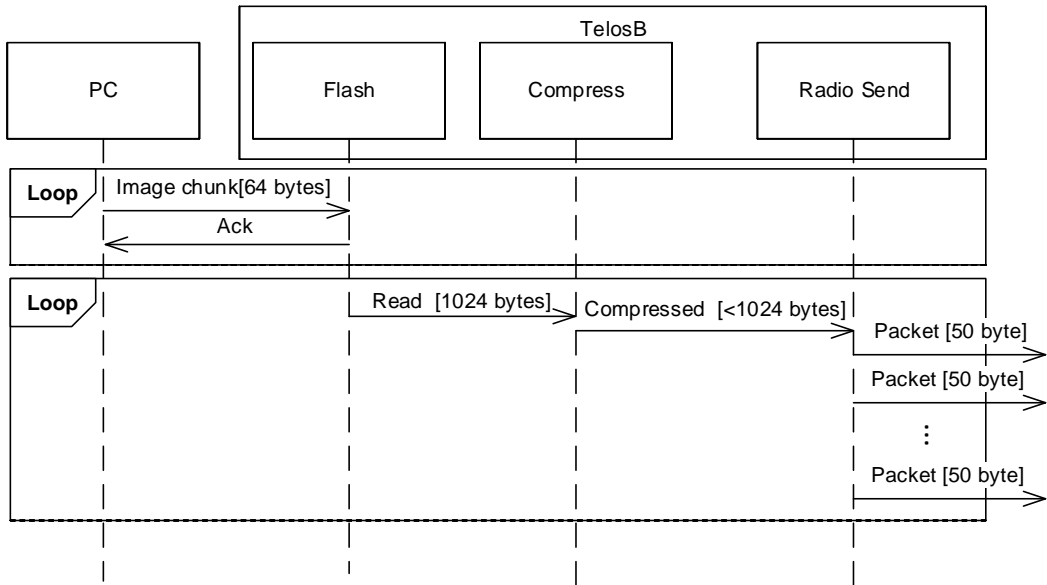 TelosB
PC
Flash
Compress
Radio Send
Loop
Image chunk[64 bytes]
Ack
Loop
Read [1024 bytes]
Compressed [<1024 bytes]
Packet [50 byte]
Packet [50 byte]
⋮
Packet [50 byte]